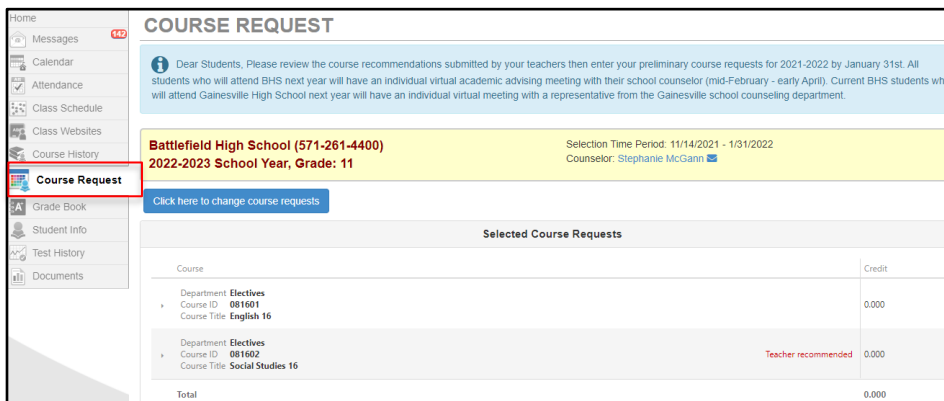 Home
Messages
142
Calendar
Attendance
Class Schedule
Class Websites
Course History
Course Request
Grade Book
Student Info
Test History
Documents
COURSE REQUEST
Dear Students, Please review the course recommendations submitted by your teachers then enter your preliminary course requests for 2021-2022 by January 31st. All
students who will attend BHS next year will have an individual virtual academic advising meeting with their school counselor (mid-February - early April). Current BHS students
will attend Gainesville High School next year will have an individual virtual meeting with a representative from the Gainesville school counseling department.
Battlefield High School (571-261-4400)
2022-2023 School Year, Grade: 11
Selection Time Period: 11/14/2021 - 1/31/2022
Counselor: Stephanie McGann
Click here to change course requests
Selected Course Requests
Course
Credit
Department Electives
Course ID 081601
Course Title English 16
0.000
Department Electives
Course ID 081602
Course Title Social Studies 16
Teacher recommended
0.000
Total
0.000